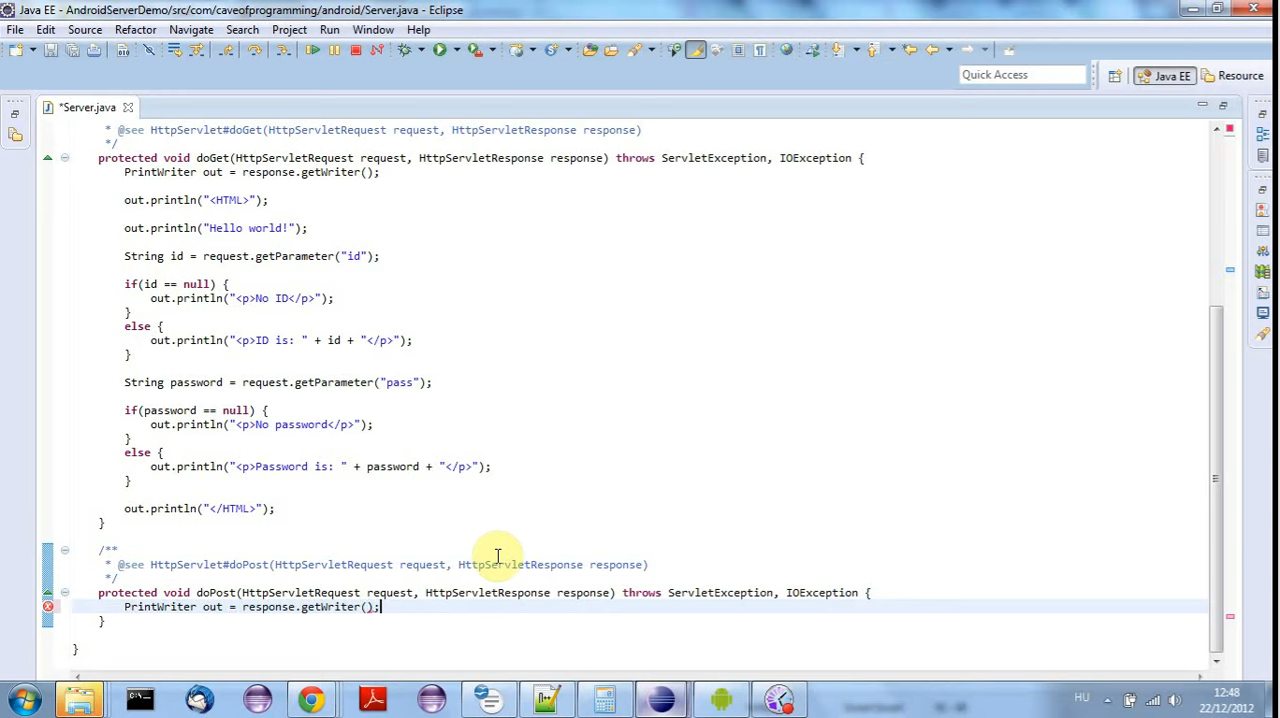 Java EE - AndroidServerDemo/src/com/caveofprogramming/android/Server.java - Eclipse
File Edit Source Refactor Navigate Search Project Run Window Help
Quick Access
Java EE
Resource
*Server.java
* @see HttpServlet#doGet(HttpServletRequest request, HttpServletResponse response)
*/
protected void doGet(HttpServletRequest request, HttpServletResponse response) throws ServletException, IOException {
PrintWriter out = response.getWriter();
out.println("<HTML>");
out.println("Hello world!");
String id = request.getParameter("id");
if(id == null) {
out.println("<p>No ID</p>");
}
else {
out.println("<p>ID is: " + id + "</p>");
}
String password = request.getParameter("pass");
if(password == null) {
out.println("<p>No password</p>");
}
else {
out.println("<p>Password is: " + password + "</p>");
}
out.println("</HTML>");
}
/**
* @see HttpServlet#doPost(HttpServletRequest request, HttpServletResponse response)
*/
protected void doPost(HttpServletRequest request, HttpServletResponse response) throws ServletException, IOException {
PrintWriter out = response.getWriter();
}
}
HU
12:48
22/12/2012